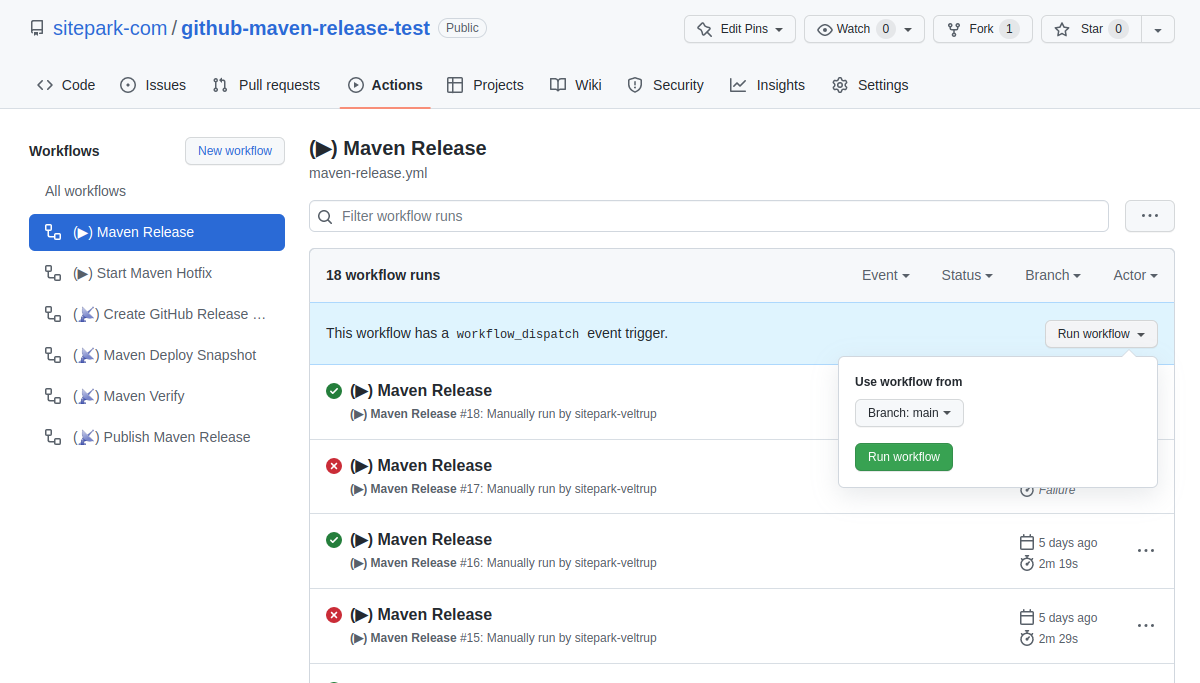 sitepark-com / github-maven-release-test Public
Edit Pins Watch 0 Fork 1 Star 0
Code Issues Pull requests Actions Projects Wiki Security Insights Settings
Workflows
New workflow
All workflows
(▶) Maven Release
(▶) Start Maven Hotfix
() Create GitHub Release …
() Maven Deploy Snapshot
() Maven Verify
() Publish Maven Release
(▶) Maven Release
maven-release.yml
Filter workflow runs
18 workflow runs
Event Status Branch Actor
This workflow has a workflow_dispatch event trigger.
Run workflow
Use workflow from
Branch: main
Run workflow
(▶) Maven Release
(▶) Maven Release #18: Manually run by sitepark-veltrup
(▶) Maven Release
(▶) Maven Release #17: Manually run by sitepark-veltrup
Failure
(▶) Maven Release
(▶) Maven Release #16: Manually run by sitepark-veltrup
5 days ago
2m 19s
(▶) Maven Release
(▶) Maven Release #15: Manually run by sitepark-veltrup
5 days ago
2m 29s